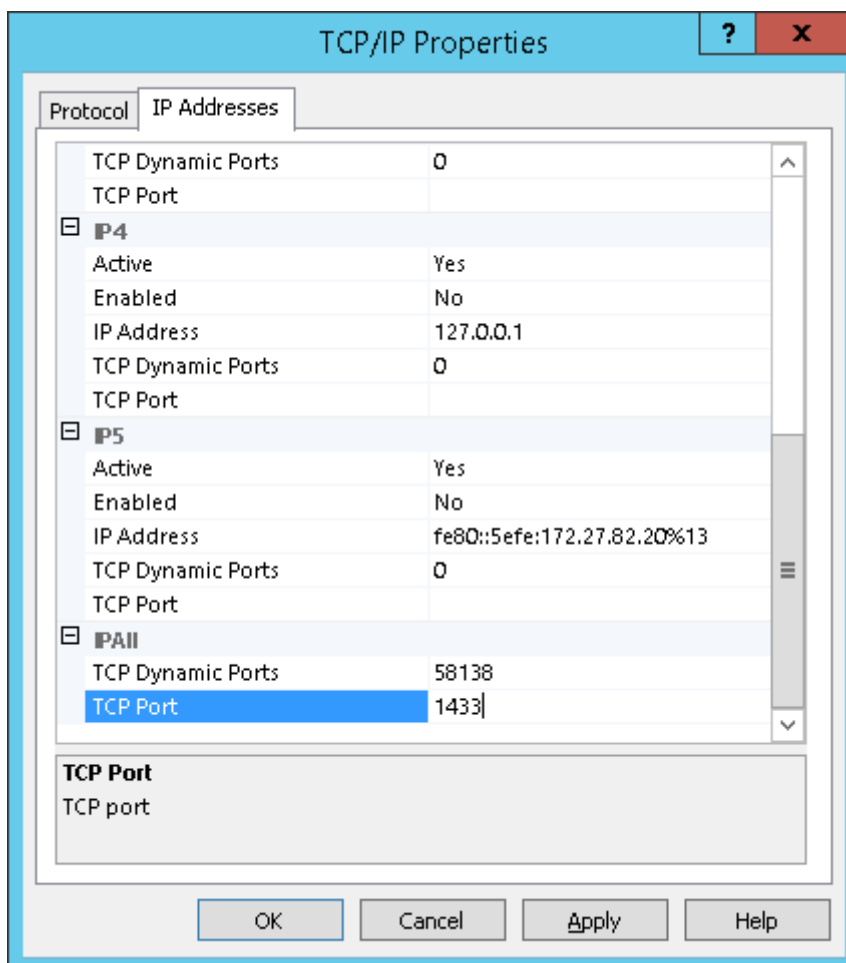 TCP/IP Properties
?
x
Protocol
IP Addresses
TCP Dynamic Ports 0
TCP Port
IP4
Active Yes
Enabled No
IP Address 127.0.0.1
TCP Dynamic Ports 0
TCP Port
IP5
Active Yes
Enabled No
IP Address fe80::5efe:172.27.82.20%13
TCP Dynamic Ports 0
TCP Port
IPAll
TCP Dynamic Ports 58138
TCP Port 1433
TCP Port
TCP port
OK Cancel Apply Help